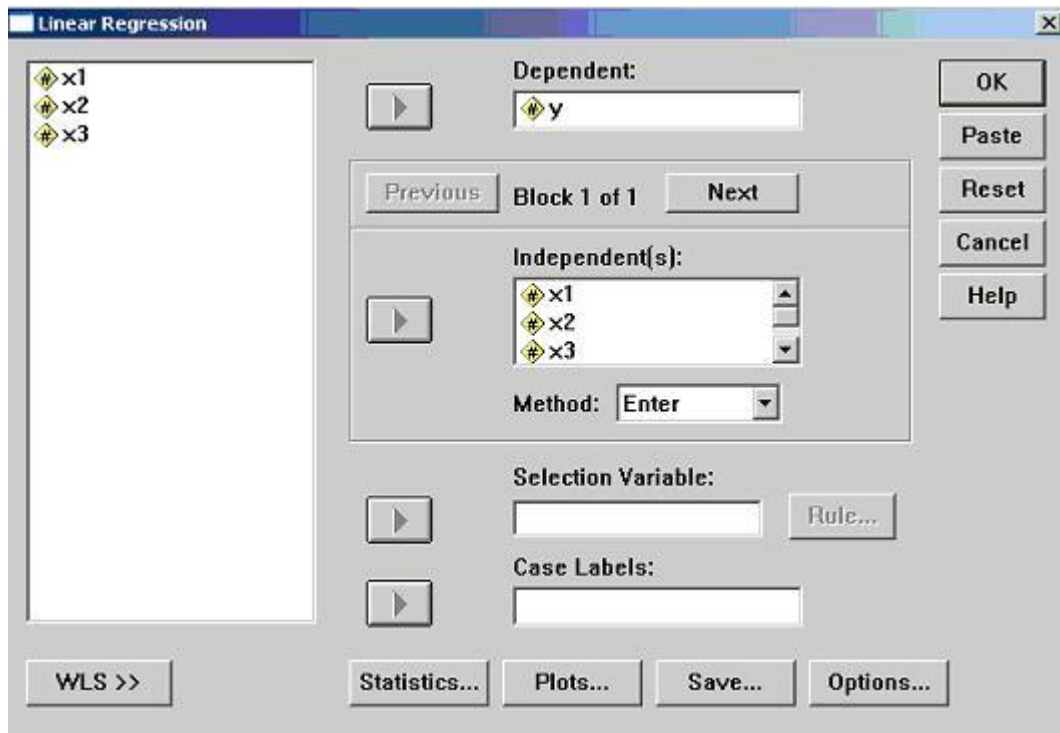 Linear Regression
x1
x2
x3
Dependent:
y
Previous Block 1 of 1 Next
Independent(s):
x1
x2
x3
Method: Enter
Selection Variable:
Rule...
Case Labels:
OK
Paste
Reset
Cancel
Help
WLS >> Statistics... Plots... Save... Options...